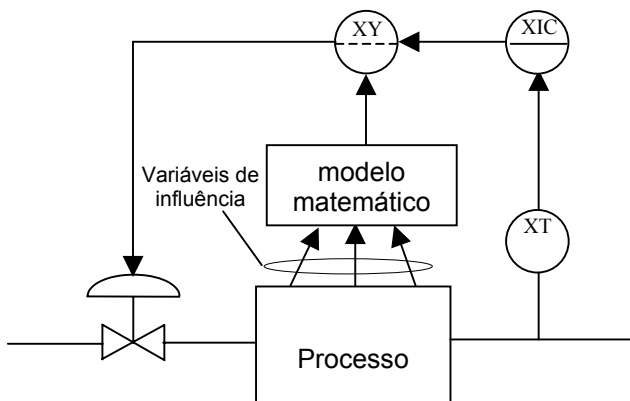 XY
XIC
Variáveis de
influência
modelo
matemático
XT
Processo